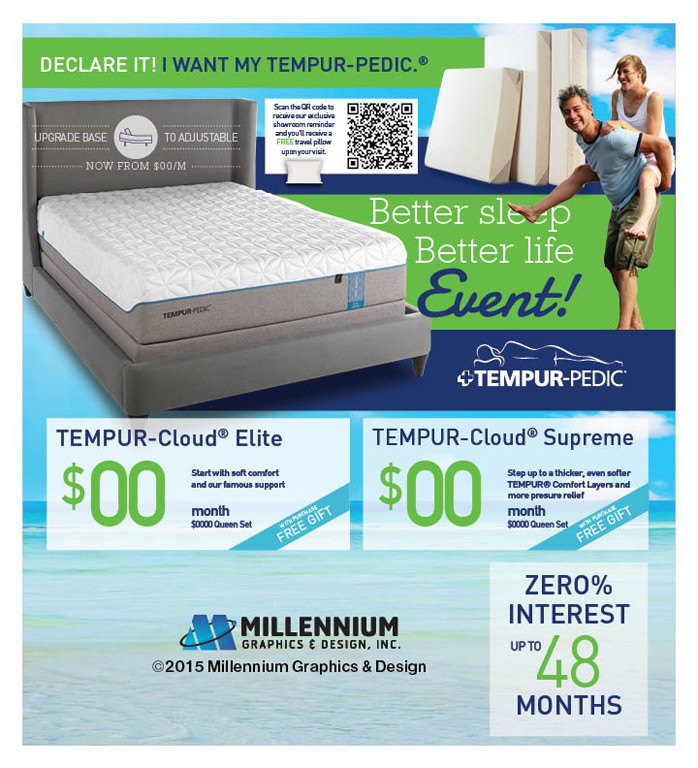 DECLARE IT! I WANT MY TEMPUR-PEDIC.®
Scan the QR code to
receive our exclusive
showroom reminder
and you'll receive a
FREE travel pillow
upon your visit.
UPGRADE BASE TO ADJUSTABLE
NOW FROM $00/M
Better sleep
Better life
Event!
TEMPUR-PEDIC
TEMPUR-PEDIC
TEMPUR-Cloud® Elite
$00
Start with soft comfort
and our famous support
month
$0000 Queen Set
WITH PURCHASE
FREE GIFT
TEMPUR-Cloud® Supreme
$00
Step up to a thicker, even softer
TEMPUR® Comfort Layers and
more presure relief
month
$0000 Queen Set
WITH PURCHASE
FREE GIFT
MILLENNIUM
GRAPHICS & DESIGN, INC.
©2015 Millennium Graphics & Design
ZERO%
INTEREST
UP TO 48
MONTHS